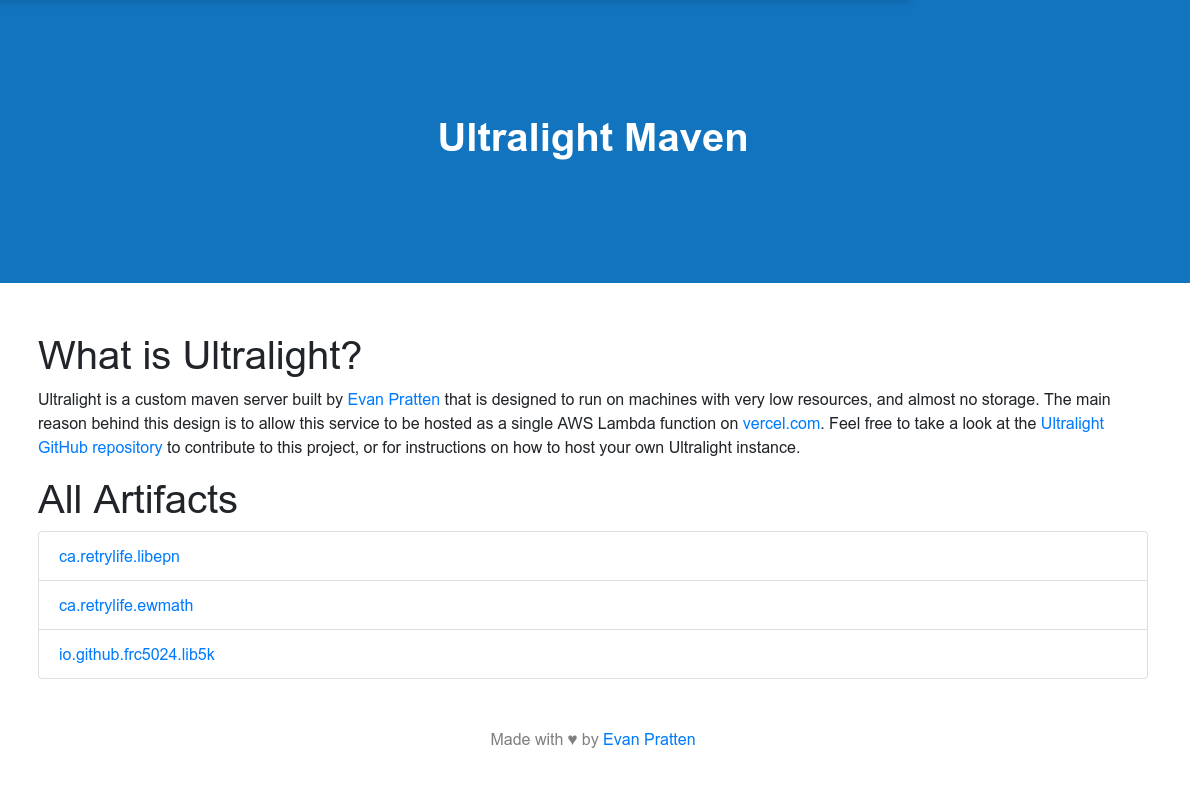 Ultralight Maven
What is Ultralight?
Ultralight is a custom maven server built by Evan Pratten that is designed to run on machines with very low resources, and almost no storage. The main
reason behind this design is to allow this service to be hosted as a single AWS Lambda function on vercel.com. Feel free to take a look at the Ultralight
GitHub repository to contribute to this project, or for instructions on how to host your own Ultralight instance.
All Artifacts
ca.retrylife.libepn
ca.retrylife.ewmath
io.github.frc5024.lib5k
Made with ♥ by Evan Pratten